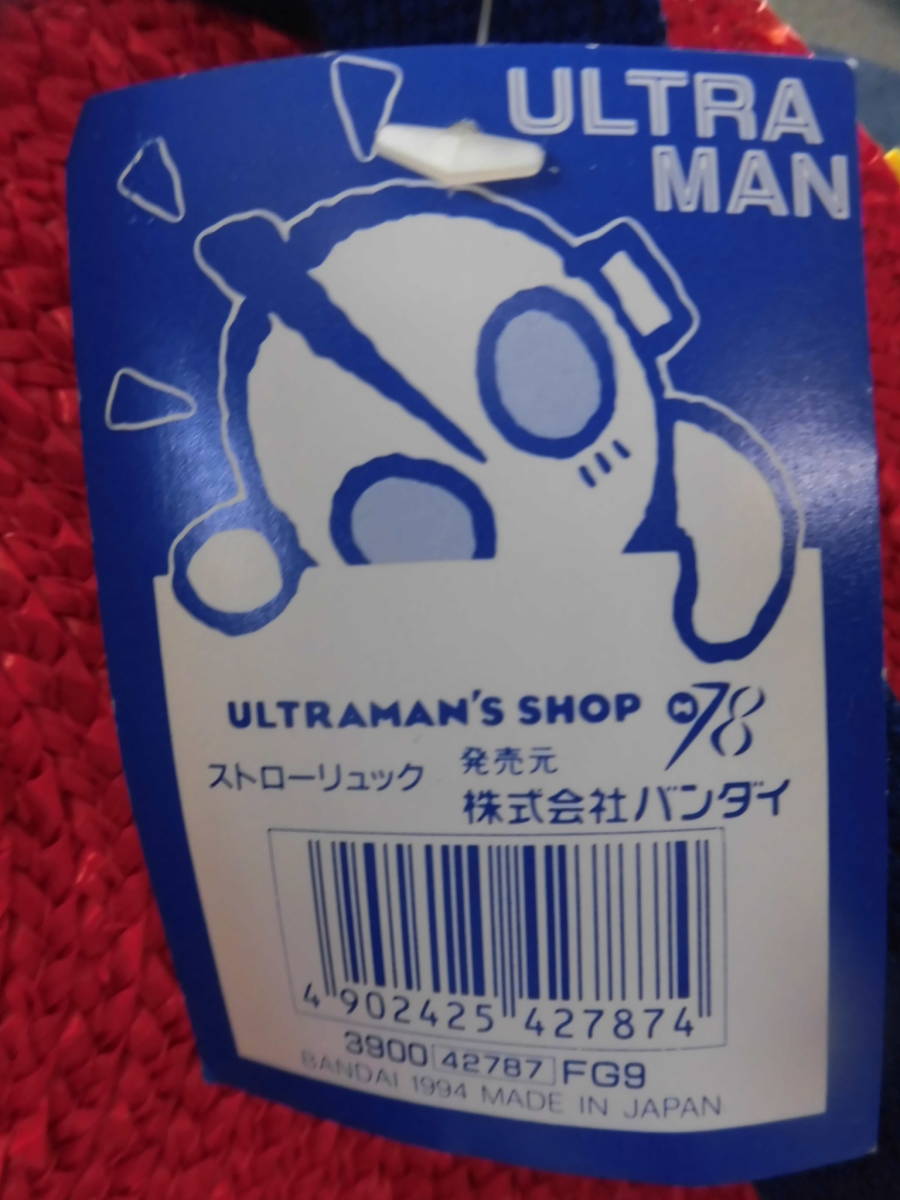 ULTRA
MAN
ULTRAMAN'S SHOP M78
ストローリュック
発売元
株式会社バンダイ
4 902425 427874
3900 42787 FG9
BANDAI 1994 MADE IN JAPAN